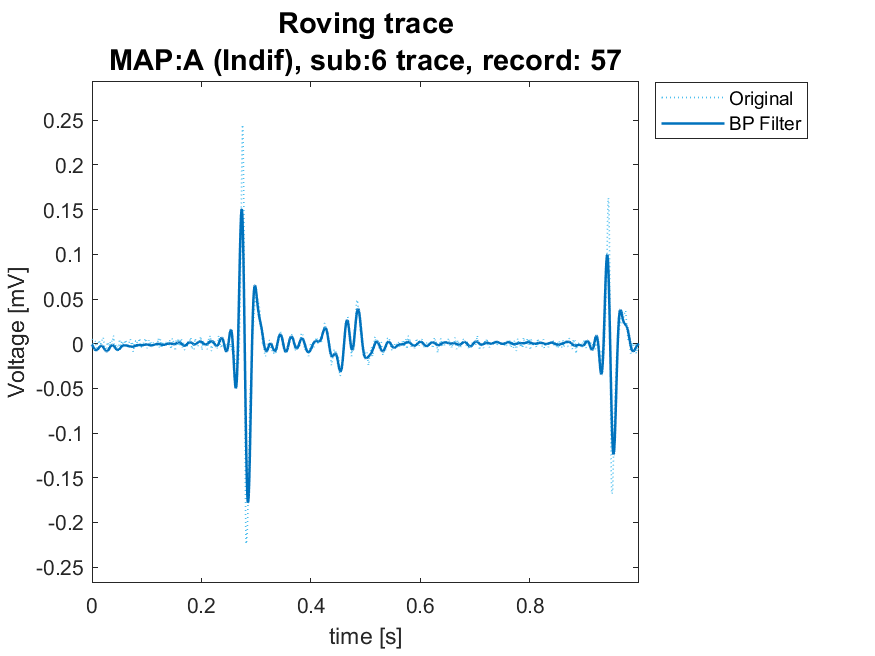 Roving trace
MAP:A (Indif), sub:6 trace, record: 57
Original
BP Filter
0.25
0.2
0.15
0.1
0.05
0
-0.05
-0.1
-0.15
-0.2
-0.25
Voltage [mV]
0 0.2 0.4 0.6 0.8
time [s]